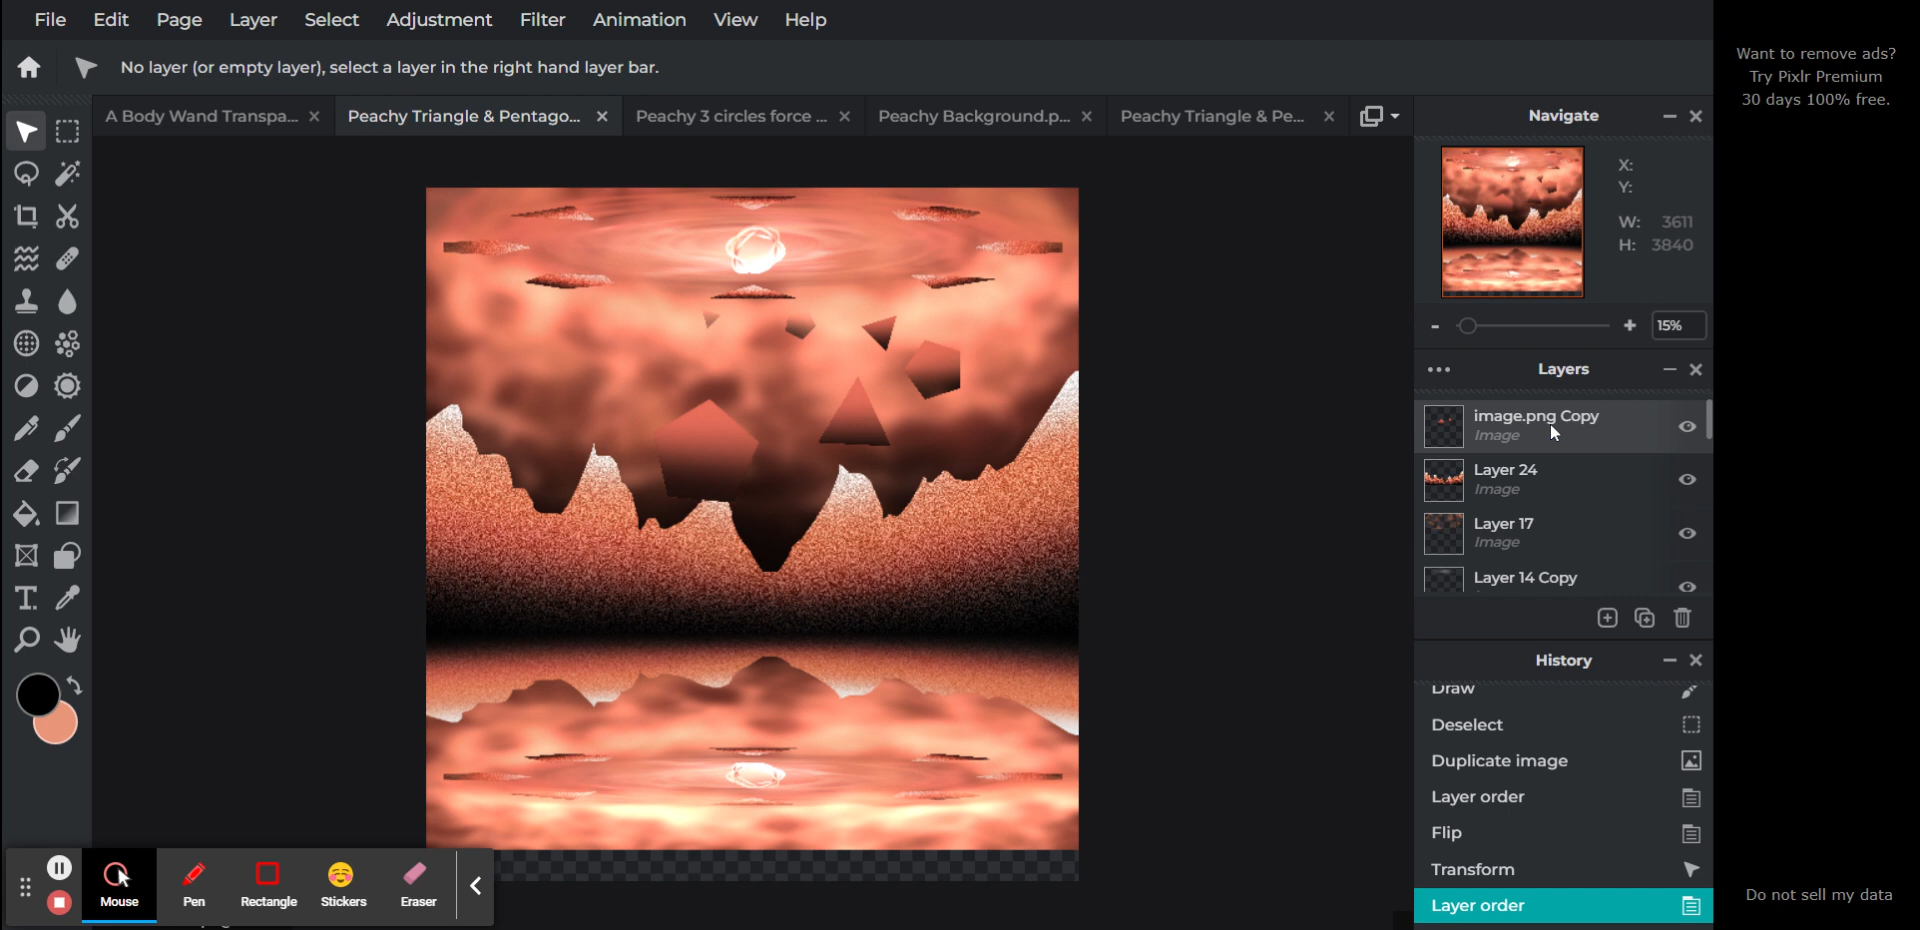 File Edit Page Layer Select Adjustment Filter Animation View Help
No layer (or empty layer), select a layer in the right hand layer bar.
A Body Wand Transpa... Peachy Triangle & Pentago... Peachy 3 circles force ... Peachy Background.p... Peachy Triangle & Pe...
Navigate
X:
Y:
W: 3611
H: 3840
15%
Layers
image.png Copy
Image
Layer 24
Image
Layer 17
Image
Layer 14 Copy
History
Draw
Deselect
Duplicate image
Layer order
Flip
Transform
Layer order
Want to remove ads?
Try Pixlr Premium
30 days 100% free.
Do not sell my data
Mouse Pen Rectangle Stickers Eraser